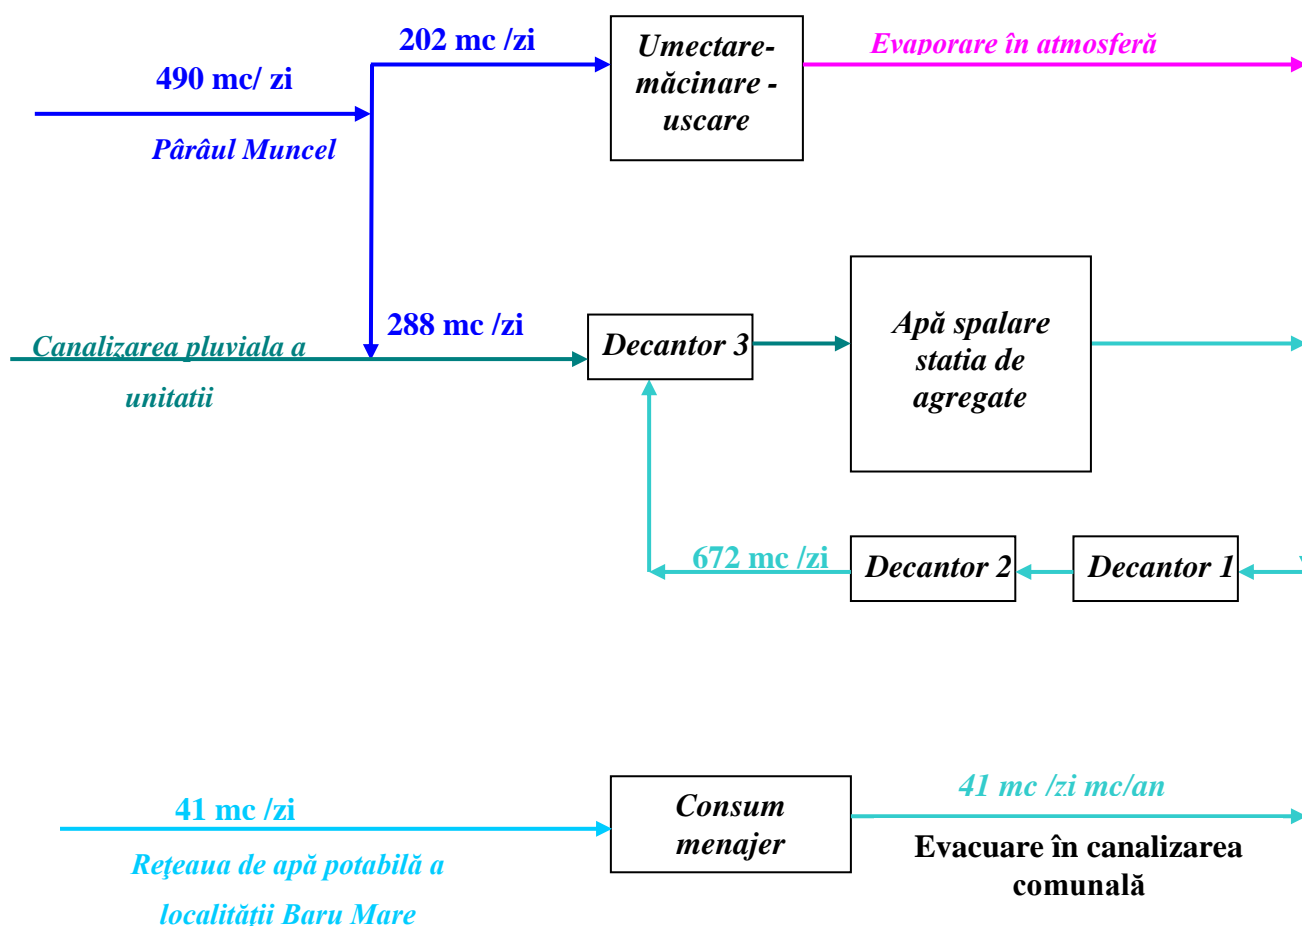 202 mc /zi
Umectare-
măcinare -
uscare
Evaporare în atmosferă
490 mc/ zi
Pârâul Muncel
288 mc /zi
Canalizarea pluviala a
unitatii
Decantor 3
Apă spalare
statia de
agregate
672 mc /zi
Decantor 2
Decantor 1
41 mc /zi
Consum
menajer
41 mc /zi mc/an
Reţeaua de apă potabilă a
localităţii Baru Mare
Evacuare în canalizarea
comunală